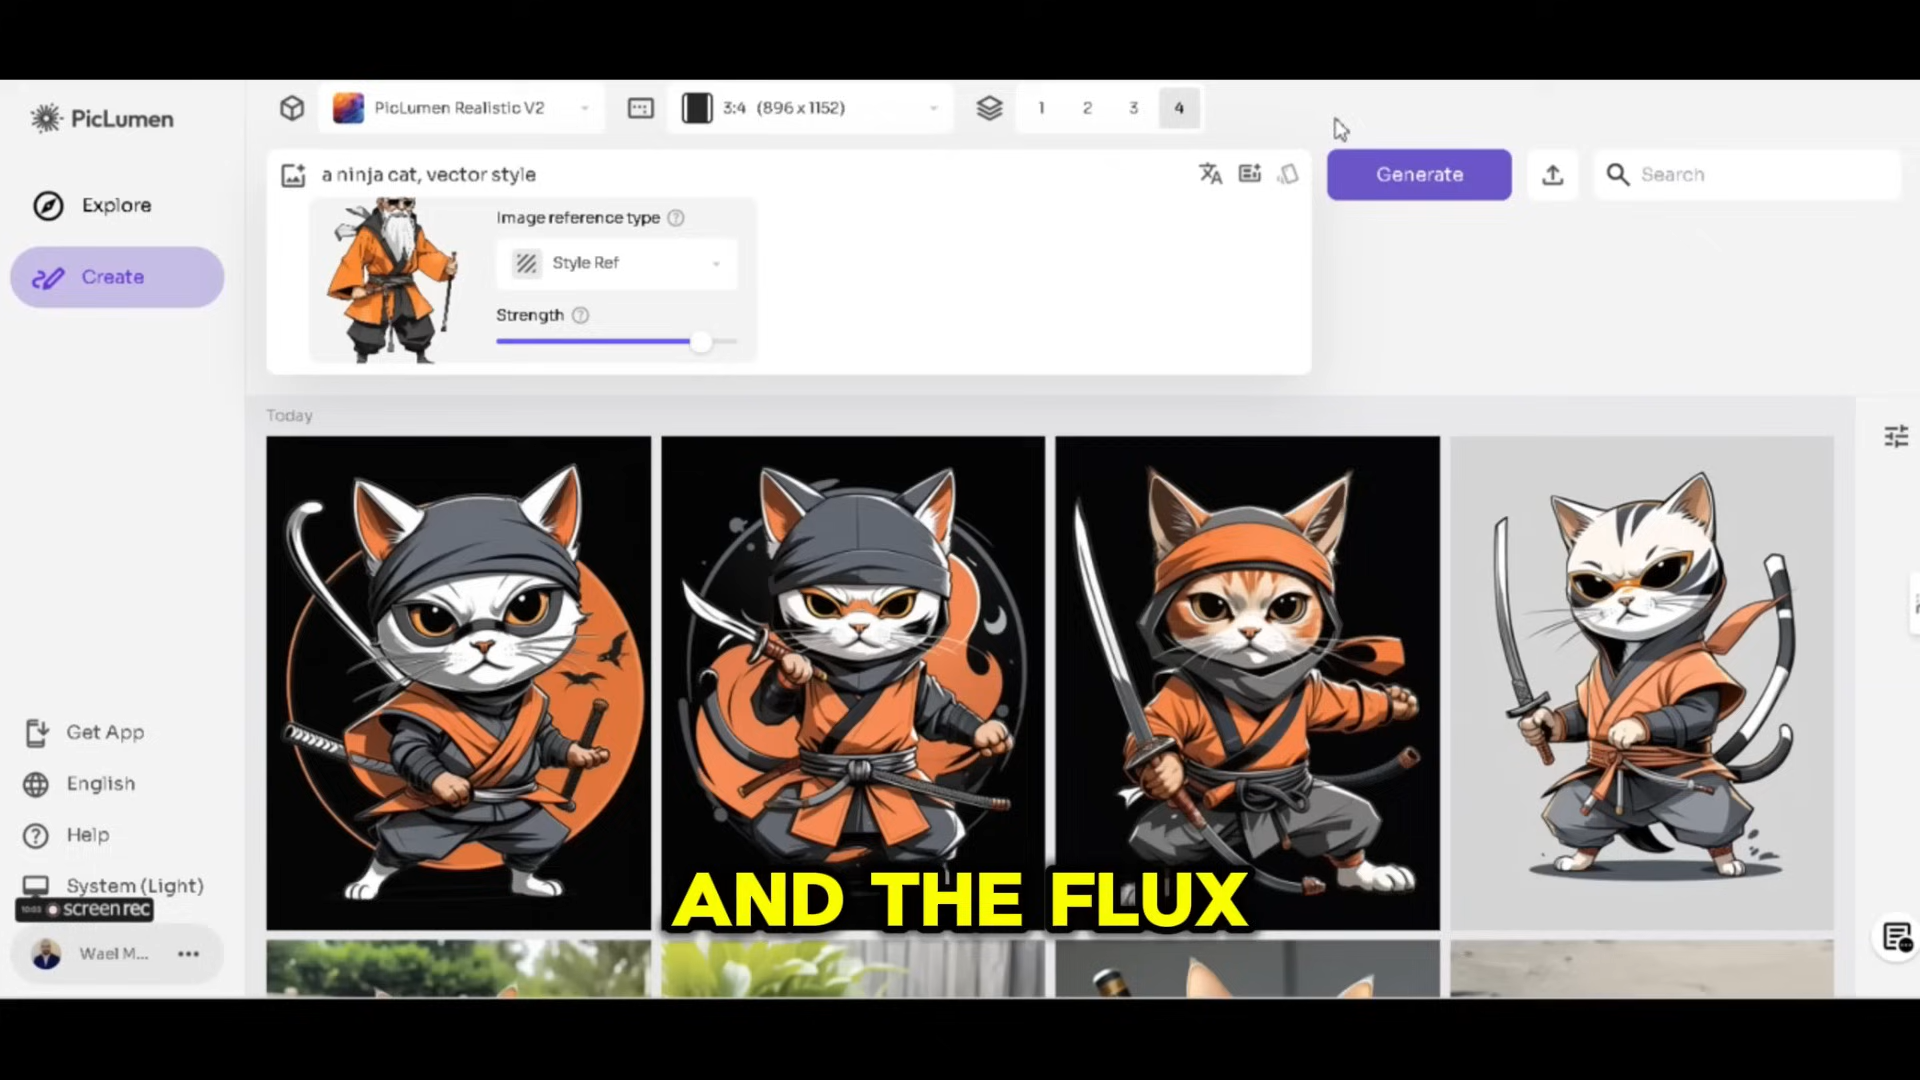 PicLumen
PicLumen Realistic V2
3:4 (896 x 1152)
1
2
3
4
a ninja cat, vector style
Generate
Search
Explore
Image reference type
Style Ref
Create
Strength
Today
Get App
English
Help
System (Light)
10:03 screenrec
Wael M...
AND THE FLUX